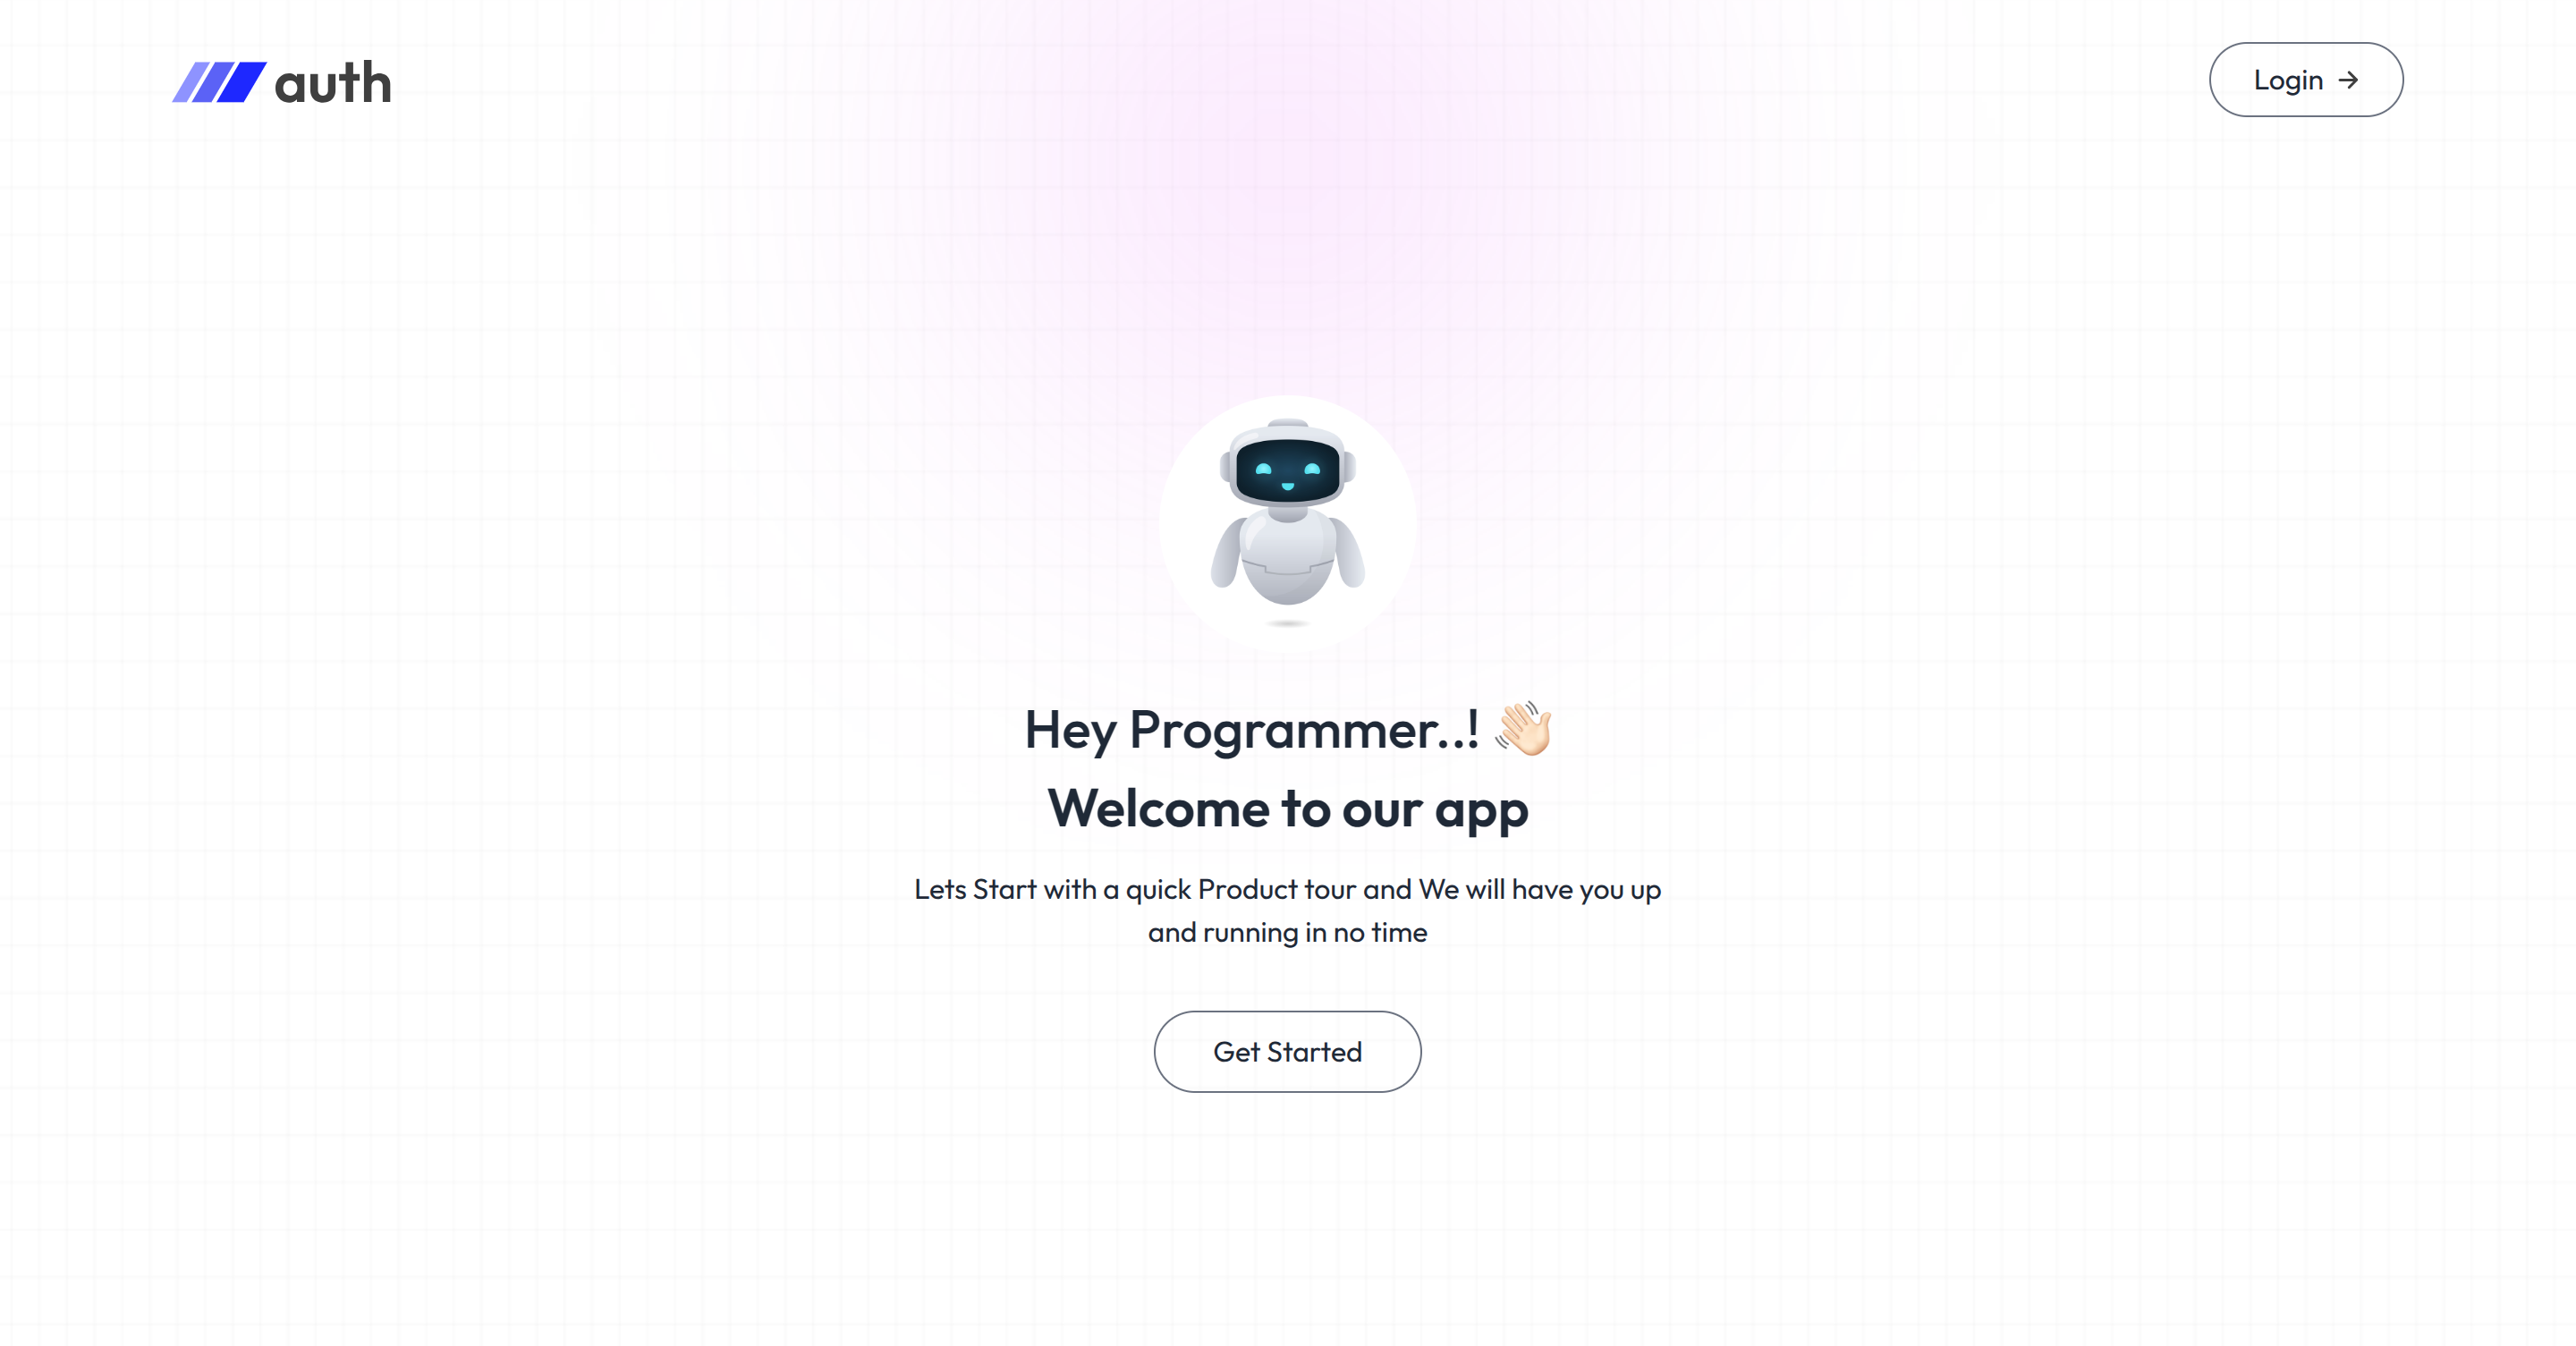 auth
Login →
Hey Programmer..! 👋🏻
Welcome to our app
Lets Start with a quick Product tour and We will have you up
and running in no time
Get Started